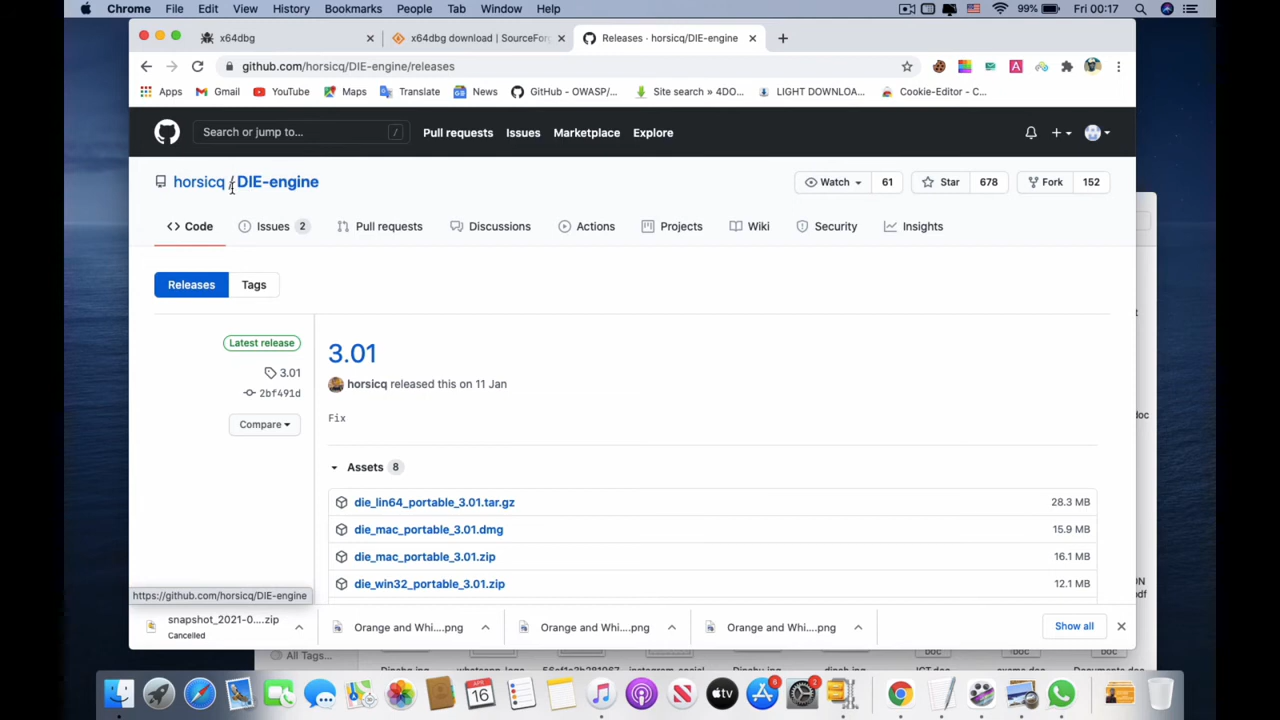 Chrome File Edit View History Bookmarks People Tab Window Help 99% Fri 00:17
x64dbg x64dbg download | SourceFor Releases · horsicq/DIE-engine
github.com/horsicq/DIE-engine/releases
Apps Gmail YouTube Maps Translate News GitHub - OWASP/... Site search » 4DO... LIGHT DOWNLOA... Cookie-Editor - C...
Search or jump to... / Pull requests Issues Marketplace Explore
horsicq / DIE-engine Watch 61 Star 678 Fork 152
<> Code Issues 2 Pull requests Discussions Actions Projects Wiki Security Insights
Releases Tags
Latest release
3.01
3.01
2bf491d
horsicq released this on 11 Jan
Compare
Fix
Assets 8
die_lin64_portable_3.01.tar.gz 28.3 MB
die_mac_portable_3.01.dmg 15.9 MB
die_mac_portable_3.01.zip 16.1 MB
die_win32_portable_3.01.zip 12.1 MB
https://github.com/horsicq/DIE-engine
snapshot_2021-0....zip
Cancelled
Orange and Whi....png Orange and Whi....png Orange and Whi....png Show all
All Tags...
16